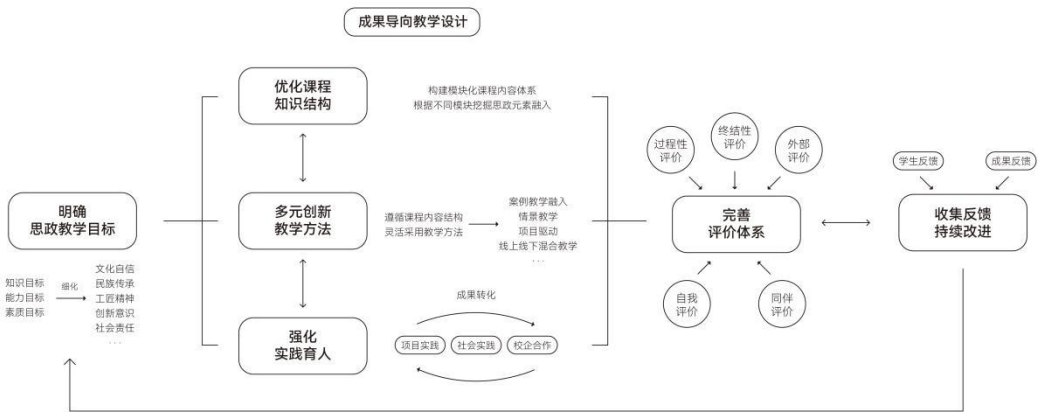 成果导向教学设计
明确
思政教学目标
知识目标
能力目标
素质目标
细化
文化自信
民族传承
工匠精神
创新意识
社会责任
...
优化课程
知识结构
构建模块化课程内容体系
根据不同模块挖掘思政元素融入
多元创新
教学方法
遵循课程内容结构
灵活采用教学方法
案例教学融入
情景教学
项目驱动
线上线下混合教学
...
强化
实践育人
成果转化
项目实践
社会实践
校企合作
过程性
评价
终结性
评价
外部
评价
完善
评价体系
自我
评价
同伴
评价
学生反馈
成果反馈
收集反馈
持续改进